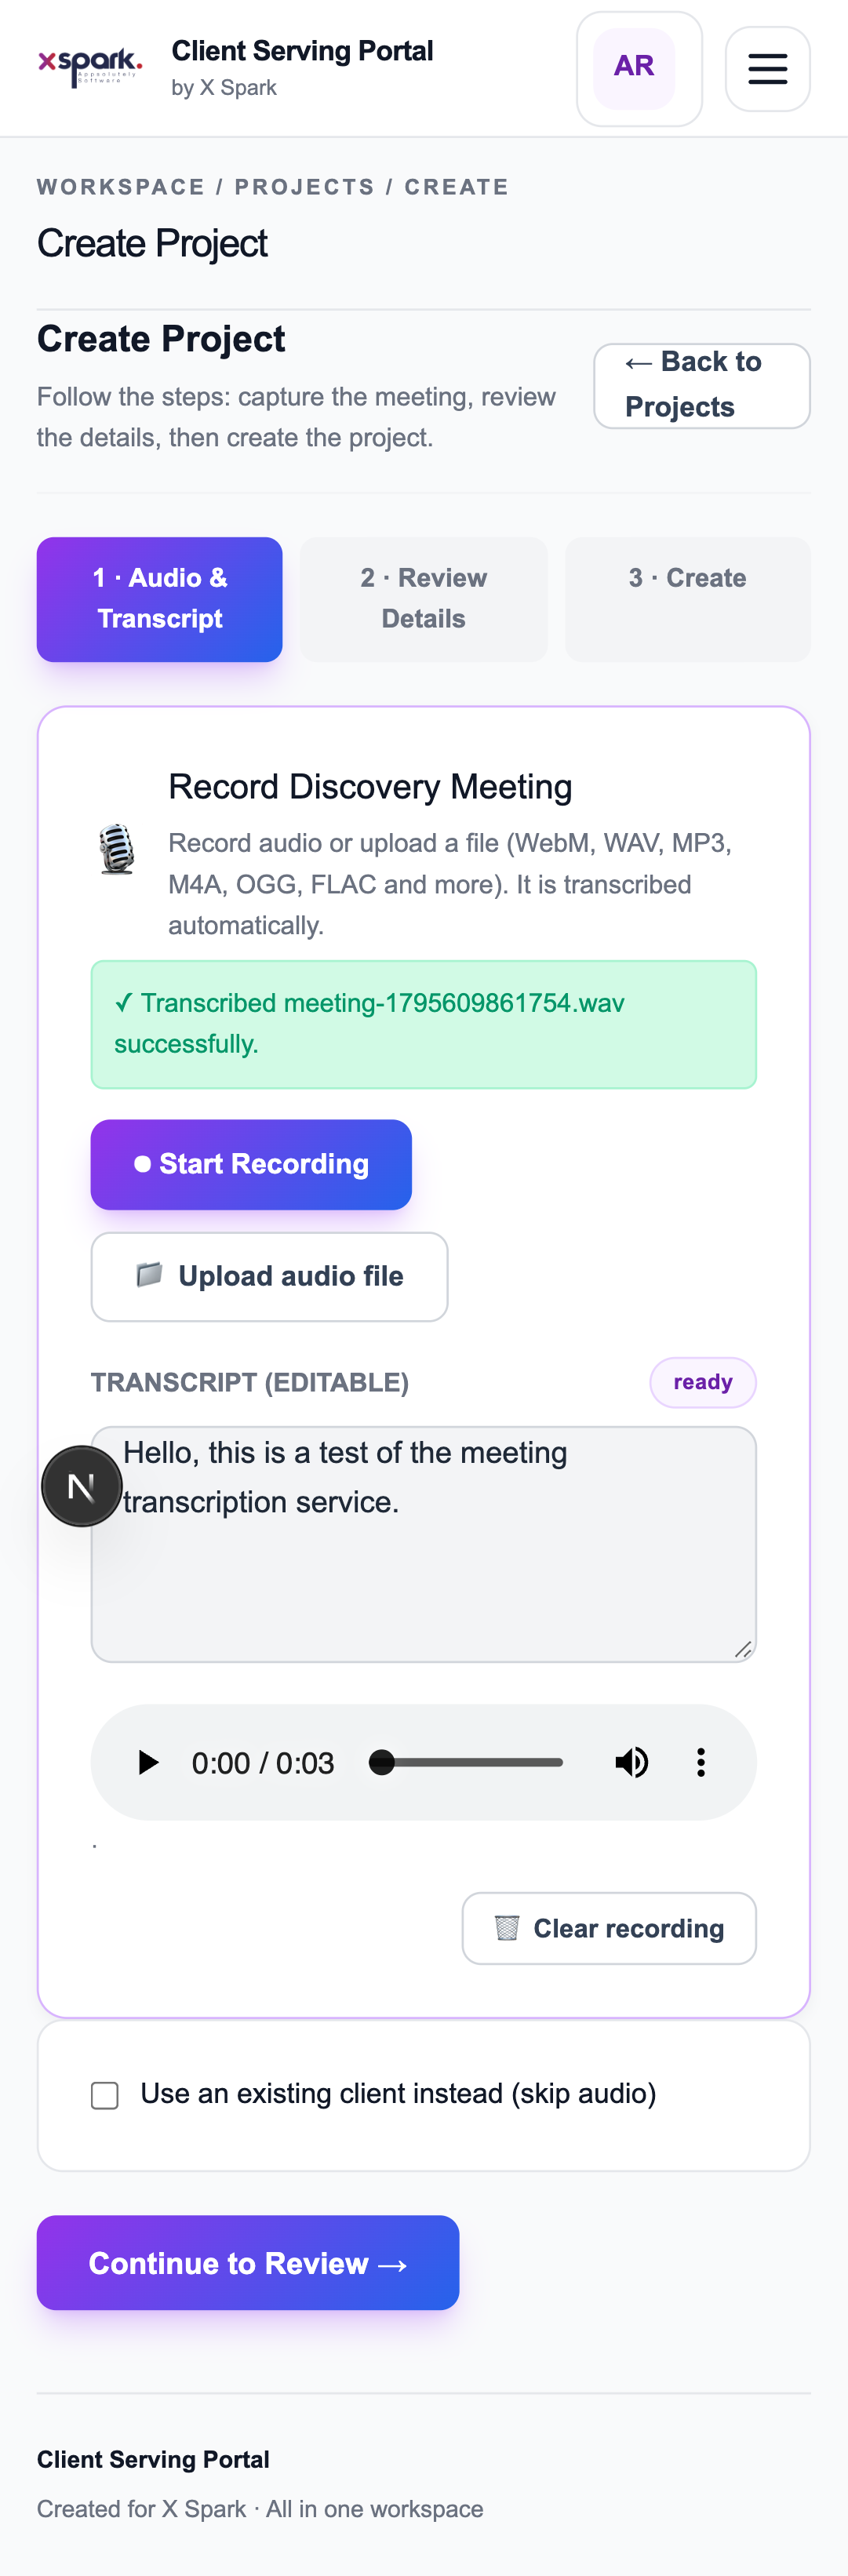 xspark.
Appsolutely
Software
Client Serving Portal
by X Spark
AR
WORKSPACE / PROJECTS / CREATE
Create Project
Create Project
Follow the steps: capture the meeting, review
the details, then create the project.
← Back to
Projects
1 · Audio &
Transcript
2 · Review
Details
3 · Create
Record Discovery Meeting
Record audio or upload a file (WebM, WAV, MP3,
M4A, OGG, FLAC and more). It is transcribed
automatically.
✓ Transcribed meeting-1795609861754.wav
successfully.
Start Recording
Upload audio file
TRANSCRIPT (EDITABLE)
ready
Hello, this is a test of the meeting
transcription service.
N
0:00 / 0:03
.
Clear recording
Use an existing client instead (skip audio)
Continue to Review →
Client Serving Portal
Created for X Spark · All in one workspace